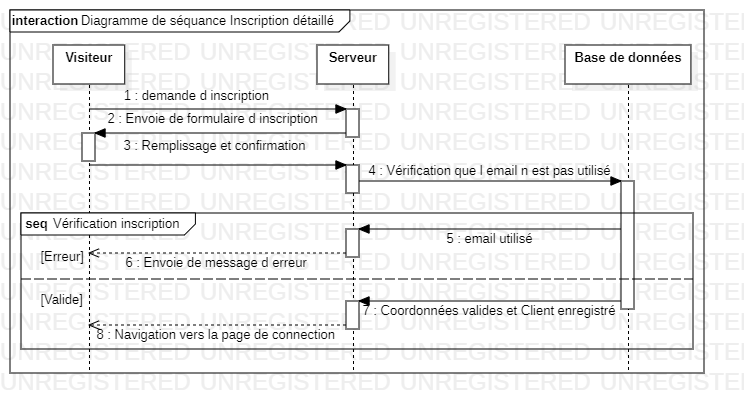 interaction Diagramme de séquance Inscription détaillé
Visiteur
Serveur
Base de données
1 : demande d inscription
2 : Envoie de formulaire d inscription
3 : Remplissage et confirmation
4 : Vérification que l email n est pas utilisé
seq Vérification inscription
5 : email utilisé
[Erreur]
6 : Envoie de message d erreur
[Valide]
7 : Coordonnées valides et Client enregistré
8 : Navigation vers la page de connection
UNREGISTERED